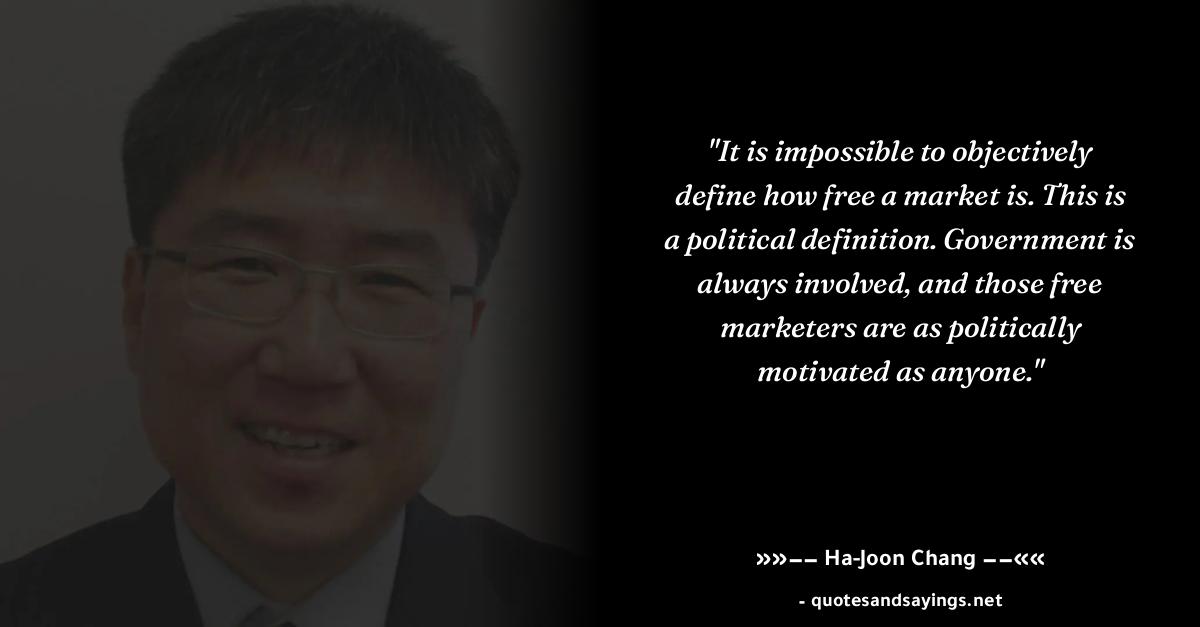 "It is impossible to objectively
define how free a market is. This is
a political definition. Government is
always involved, and those free
marketers are as politically
motivated as anyone."
»»−− Ha-Joon Chang −−««
- quotesandsayings.net